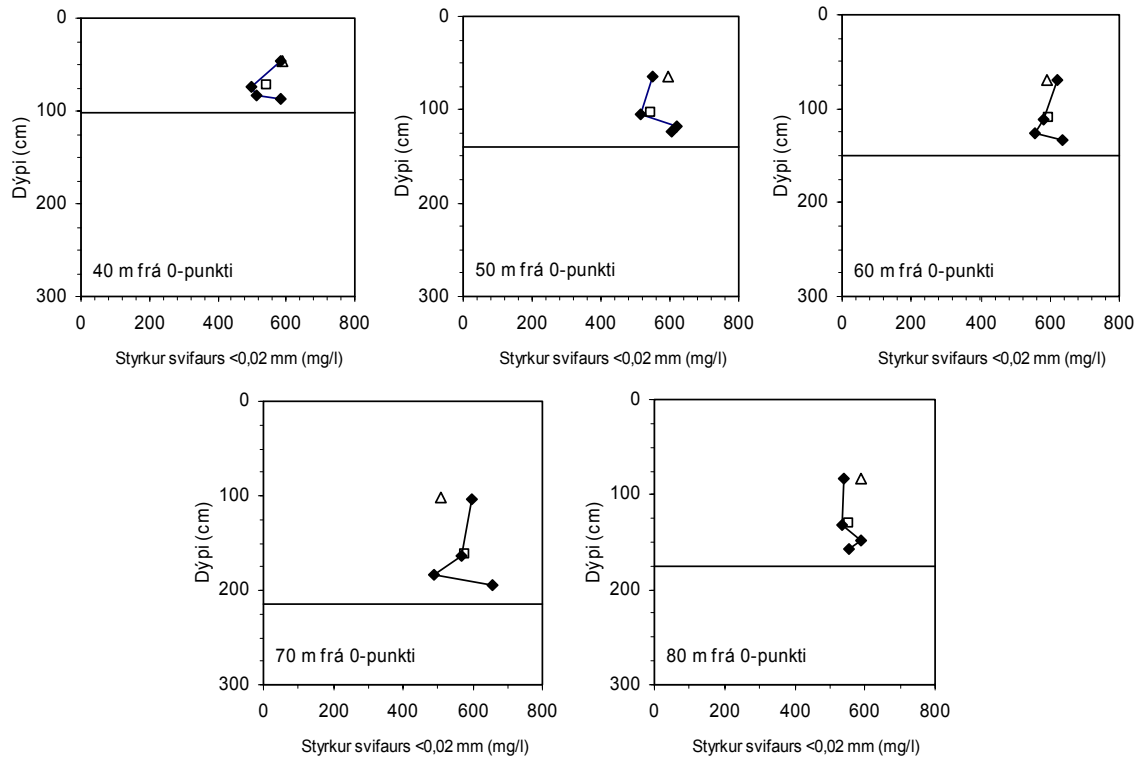 0
100
200
300
Dýpi (cm)
40 m frá 0-punkti
0 200 400 600 800
Styrkur svifaurs <0,02 mm (mg/l)
0
100
200
300
Dýpi (cm)
50 m frá 0-punkti
0 200 400 600 800
Styrkur svifaurs <0,02 mm (mg/l)
0
100
200
300
Dýpi (cm)
60 m frá 0-punkti
0 200 400 600 800
Styrkur svifaurs <0,02 mm (mg/l)
0
100
200
300
Dýpi (cm)
70 m frá 0-punkti
0 200 400 600 800
Styrkur svifaurs <0,02 mm (mg/l)
0
100
200
300
Dýpi (cm)
80 m frá 0-punkti
0 200 400 600 800
Styrkur svifaurs <0,02 mm (mg/l)